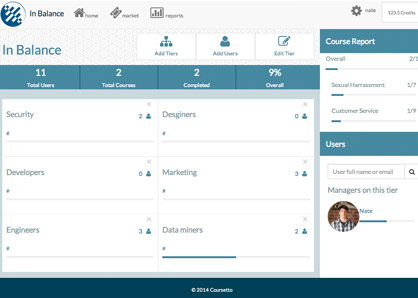 In Balance
home
market
reports
nate
123.5 Credits
In Balance
Add Tiers
Add Users
Edit Tier
11
Total Users
2
Total Courses
2
Completed
9%
Overall
Security
2
#
Desginers
0
#
Developers
0
#
Marketing
3
#
Engineers
3
#
Data miners
2
#
Course Report
Overall
2/1
Sexual Harrassment
1/7
Customer Service
1/9
Users
User full name or email
Managers on this tier
Nate
© 2014 Coursetto